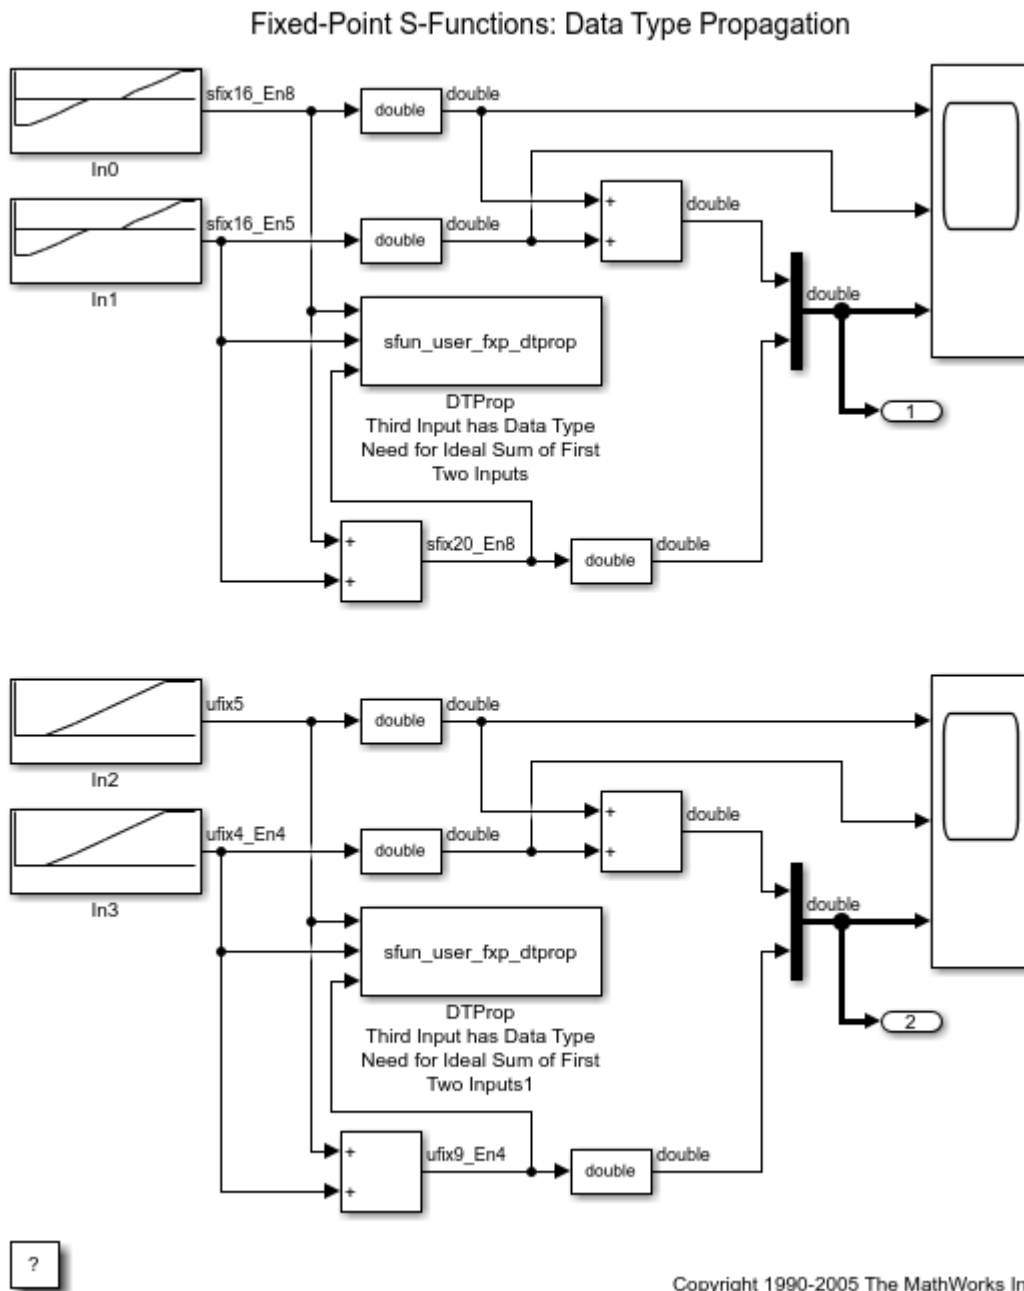 Fixed-Point S-Functions: Data Type Propagation
sfix16_En8
double
double
In0
sfix16_En5
double
double
In1
+
+
double
double
sfun_user_fxp_dtprop
DTProp
Third Input has Data Type
Need for Ideal Sum of First
Two Inputs
1
+
+
sfix20_En8
double
double
ufix5
double
double
In2
ufix4_En4
double
double
In3
+
+
double
double
sfun_user_fxp_dtprop
DTProp
Third Input has Data Type
Need for Ideal Sum of First
Two Inputs1
2
+
+
ufix9_En4
double
double
?
Copyright 1990-2005 The MathWorks In